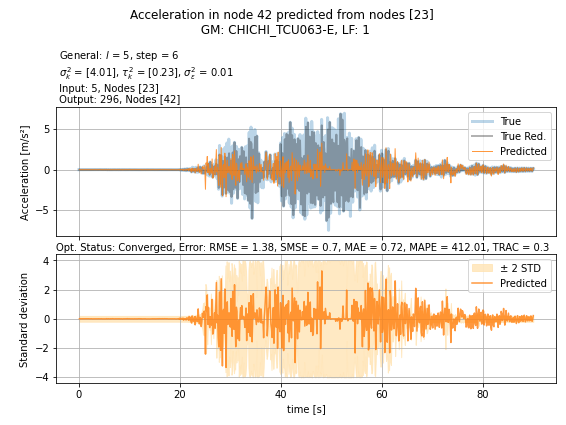 Acceleration in node 42 predicted from nodes [23]
GM: CHICHI_TCU063-E, LF: 1
General: l = 5, step = 6
σ²ₖ = [4.01], τ²ₖ = [0.23], σ²ε = 0.01
Input: 5, Nodes [23]
Output: 296, Nodes [42]
Acceleration [m/s²]
5
0
−5
True
True Red.
Predicted
Opt. Status: Converged, Error: RMSE = 1.38, SMSE = 0.7, MAE = 0.72, MAPE = 412.01, TRAC = 0.3
Standard deviation
4
2
0
−2
−4
± 2 STD
Predicted
0 20 40 60 80
time [s]